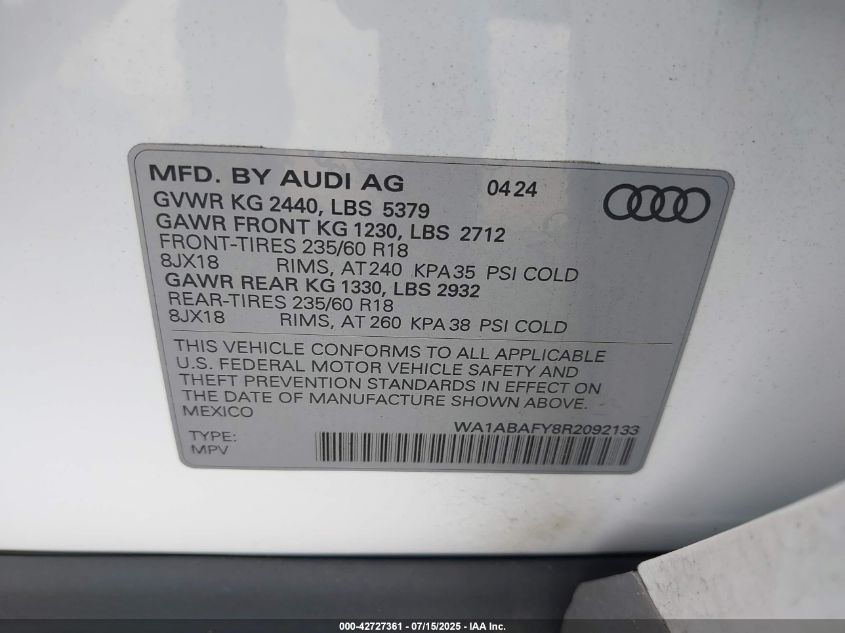 MFD. BY AUDI AG 0424
GVWR KG 2440, LBS 5379
GAWR FRONT KG 1230, LBS 2712
FRONT-TIRES 235/60 R18
8JX18 RIMS, AT 240 KPA 35 PSI COLD
GAWR REAR KG 1330, LBS 2932
REAR-TIRES 235/60 R18
8JX18 RIMS, AT 260 KPA 38 PSI COLD
THIS VEHICLE CONFORMS TO ALL APPLICABLE
U.S. FEDERAL MOTOR VEHICLE SAFETY AND
THEFT PREVENTION STANDARDS IN EFFECT ON
THE DATE OF MANUFACTURE SHOWN ABOVE.
MEXICO
WA1ABAFY8R2092133
TYPE:
MPV
000-42727361 - 07/15/2025 - IAA Inc.